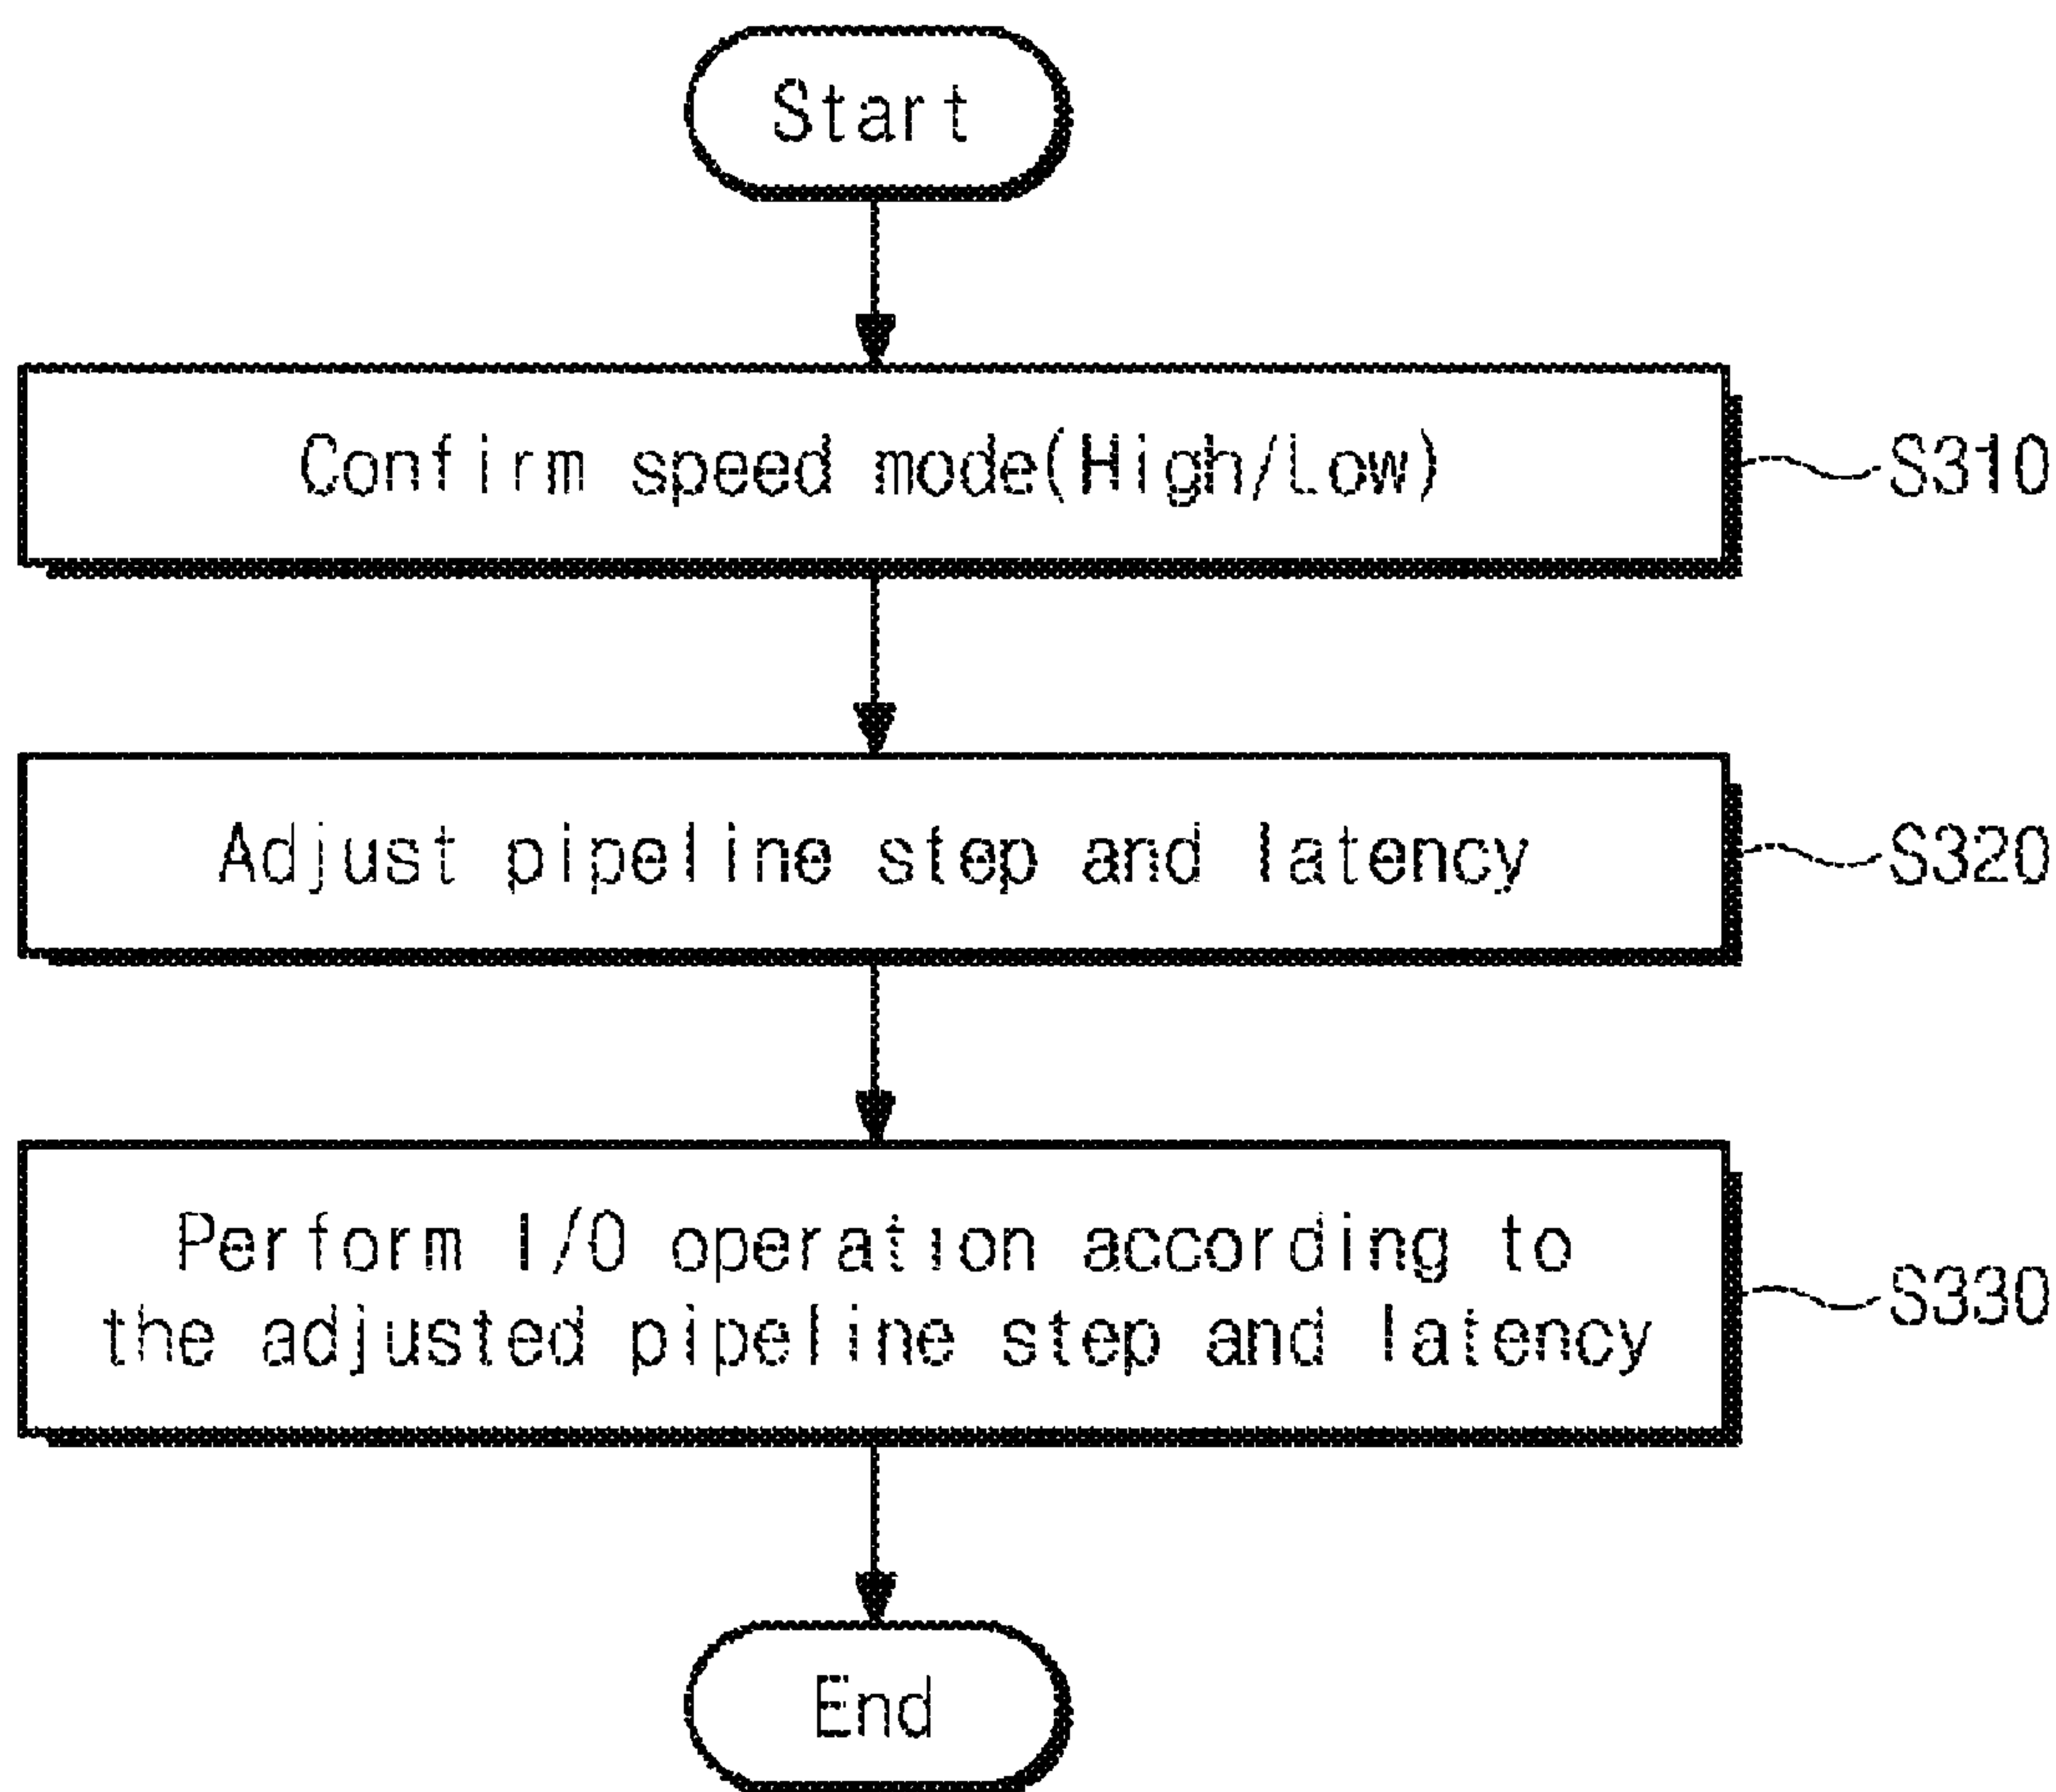 Start
Confirm speed mode(High/Low)
S310
Adjust pipeline step and latency
S320
Perform I/O operation according to
the adjusted pipeline step and latency
S330
End